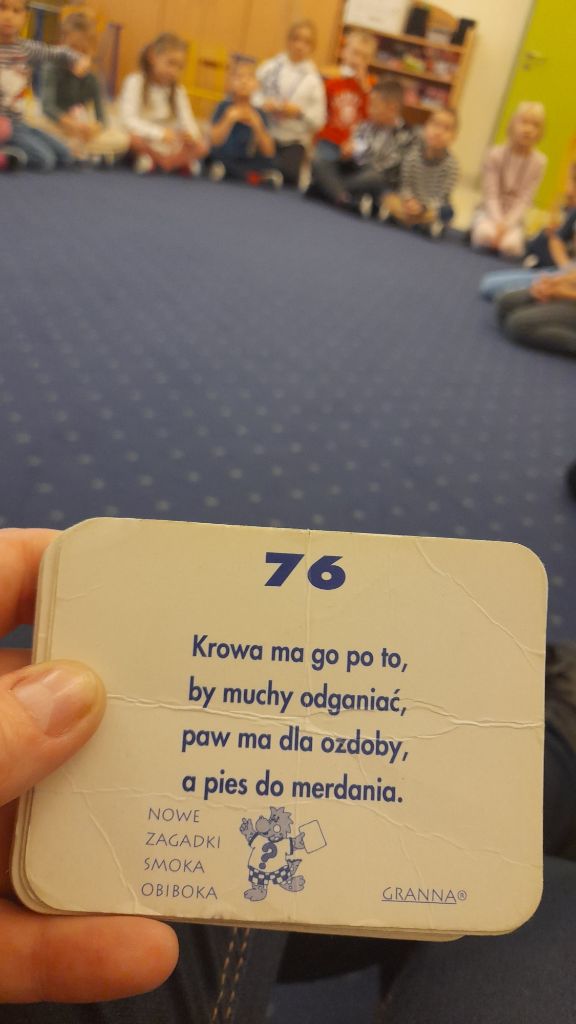 76
Krowa ma go po to,
by muchy odganiać,
paw ma dla ozdoby,
a pies do merdania.
NOWE
ZAGADKI
SMOKA
OBIBOKA
?
GRANNA®